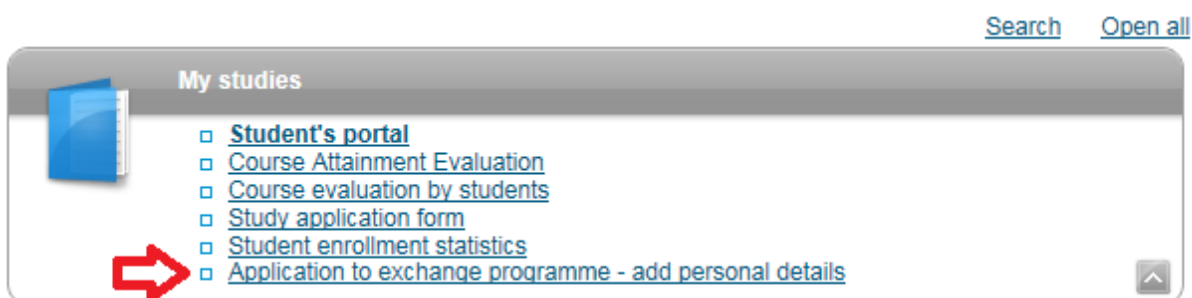 Search Open all
My studies
Student's portal
Course Attainment Evaluation
Course evaluation by students
Study application form
Student enrollment statistics
Application to exchange programme - add personal details